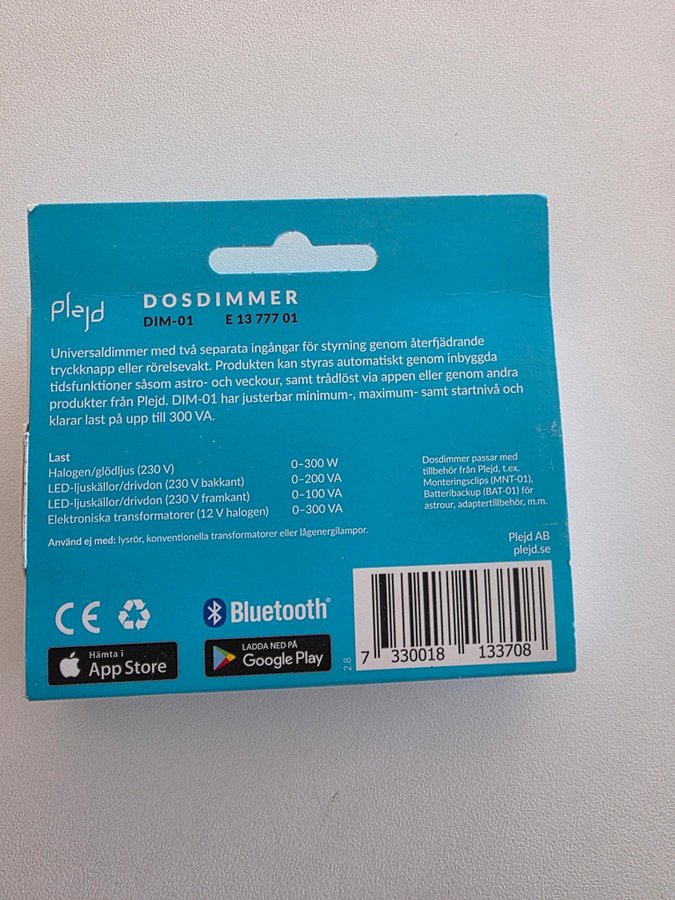 Plejd
DOSDIMMER
DIM-01 E 13 777 01
Universaldimmer med två separata ingångar för styrning genom återfjädrande
tryckknapp eller rörelsevakt. Produkten kan styras automatiskt genom inbyggda
tidsfunktioner såsom astro- och veckour, samt trådlöst via appen eller genom andra
produkter från Plejd. DIM-01 har justerbar minimum-, maximum- samt startnivå och
klarar last på upp till 300 VA.
Last
Halogen/glödljus (230 V) 0–300 W
LED-ljuskällor/drivdon (230 V bakkant) 0–200 VA
LED-ljuskällor/drivdon (230 V framkant) 0–100 VA
Elektroniska transformatorer (12 V halogen) 0–300 VA
Använd ej med: lysrör, konventionella transformatorer eller lågenergilampor.
Dosdimmer passar med
tillbehör från Plejd, t.ex.
Monteringsclips (MNT-01),
Batteribackup (BAT-01) för
astrour, adaptertillbehör, m.m.
Plejd AB
plejd.se
CE
Bluetooth®
Hämta i
App Store
LADDA NED PÅ
Google Play
2.8
7 330018 133708